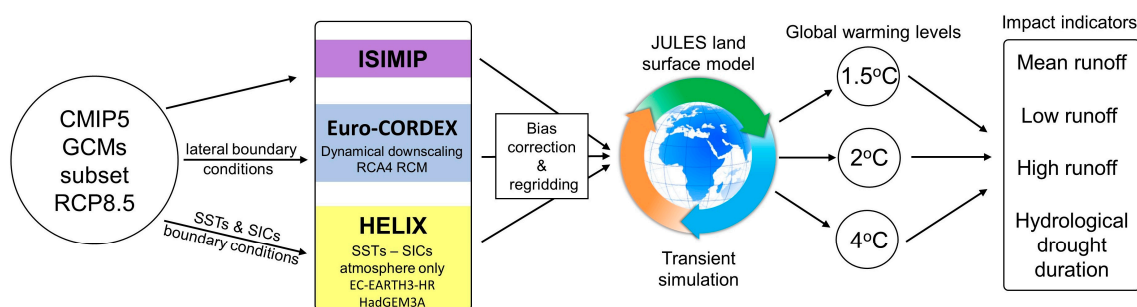 CMIP5
GCMs
subset
RCP8.5
lateral boundary
conditions
SSTs & SICs
boundary conditions
ISIMIP
Euro-CORDEX
Dynamical downscaling
RCA4 RCM
HELIX
SSTs – SICs
atmosphere only
EC-EARTH3-HR
HadGEM3A
Bias
correction
&
regridding
JULES land
surface model
Transient
simulation
Global warming levels
1.5°C
2°C
4°C
Impact indicators
Mean runoff
Low runoff
High runoff
Hydrological
drought
duration